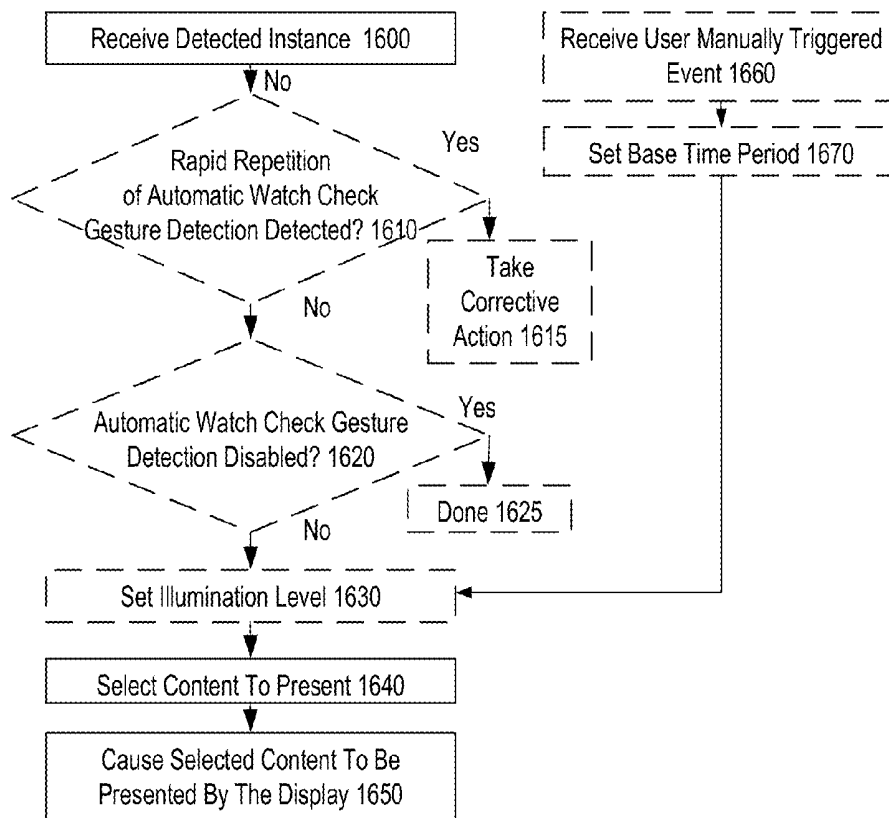 Receive Detected Instance 1600
No
Rapid Repetition
of Automatic Watch Check
Gesture Detection Detected? 1610
Yes
Take
Corrective
Action 1615
No
Automatic Watch Check Gesture
Detection Disabled? 1620
Yes
Done 1625
No
Set Illumination Level 1630
Select Content To Present 1640
Cause Selected Content To Be
Presented By The Display 1650
Receive User Manually Triggered
Event 1660
Set Base Time Period 1670